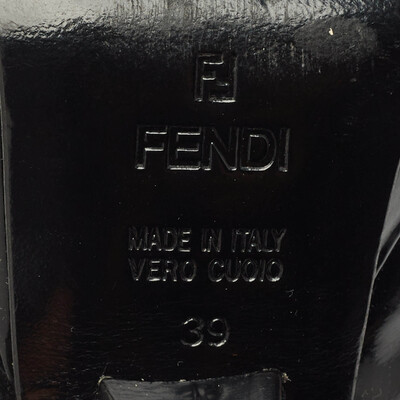 FENDI
MADE IN ITALY
VERO CUOIO
39